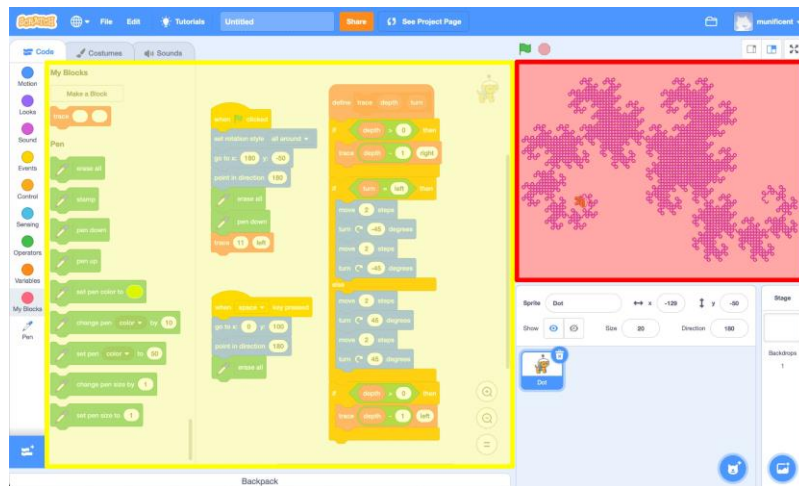 SCRATCH File Edit Tutorials Untitled Share See Project Page munificent
Code Costumes Sounds
Motion
Looks
Sound
Events
Control
Sensing
Operators
Variables
My Blocks
Pen
My Blocks
Make a Block
trace
Pen
erase all
stamp
pen down
pen up
set pen color to
change pen color by 10
set pen color to 50
change pen size by 1
set pen size to 1
when clicked
set rotation style all around
go to x: 180 y: -50
point in direction 180
erase all
pen down
trace 11 left
when space key pressed
go to x: 0 y: 100
point in direction 180
erase all
define trace depth turn
if depth > 0 then
trace depth - 1 right
if turn = left then
move 2 steps
turn -45 degrees
move 2 steps
turn -45 degrees
else
move 2 steps
turn 45 degrees
move 2 steps
turn 45 degrees
if depth > 0 then
trace depth - 1 left
Sprite Dot x -128 y -50
Show Size 20 Direction 180
Dot
Stage
Backdrops
1
Backpack